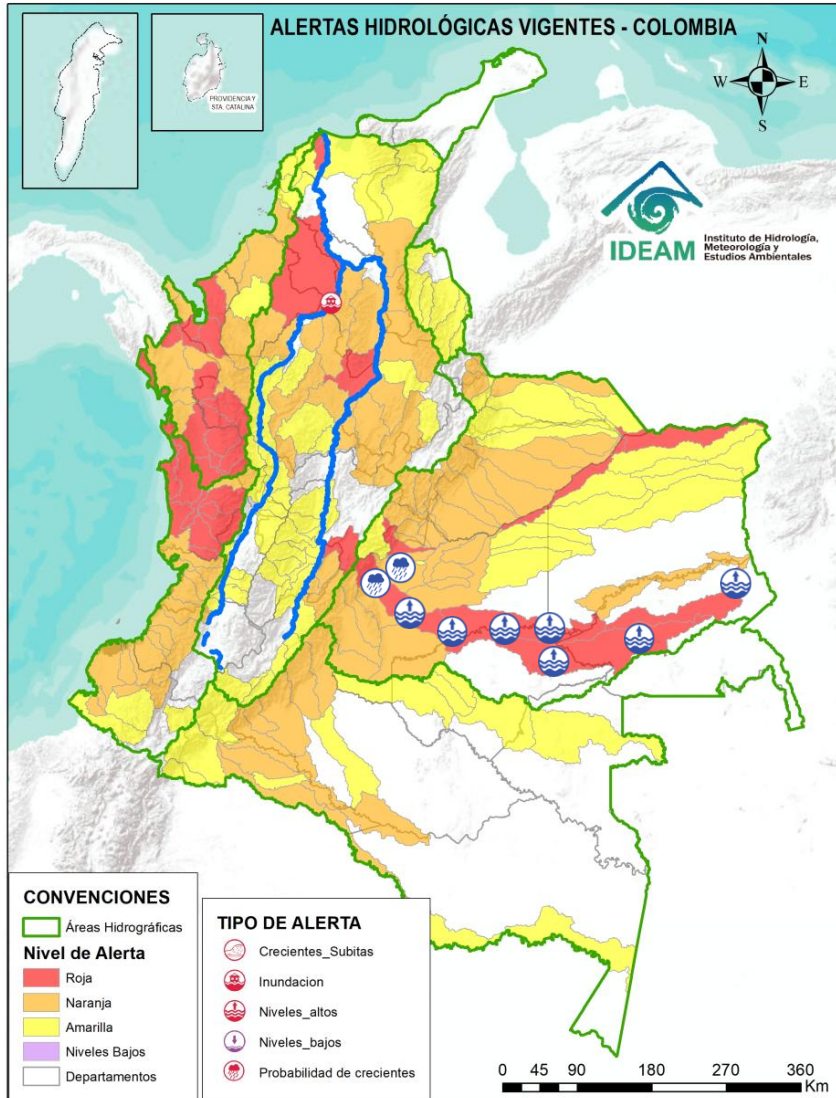 ALERTAS HIDROLÓGICAS VIGENTES - COLOMBIA
PROVIDENCIA Y
STA. CATALINA
N
W
E
S
IDEAM
Instituto de Hidrología,
Meteorología y
Estudios Ambientales
CONVENCIONES
Áreas Hidrográficas
Nivel de Alerta
Roja
Naranja
Amarilla
Niveles Bajos
Departamentos
TIPO DE ALERTA
Crecientes_Subitas
Inundacion
Niveles_altos
Niveles_bajos
Probabilidad de crecientes
0 45 90 180 270 360
Km